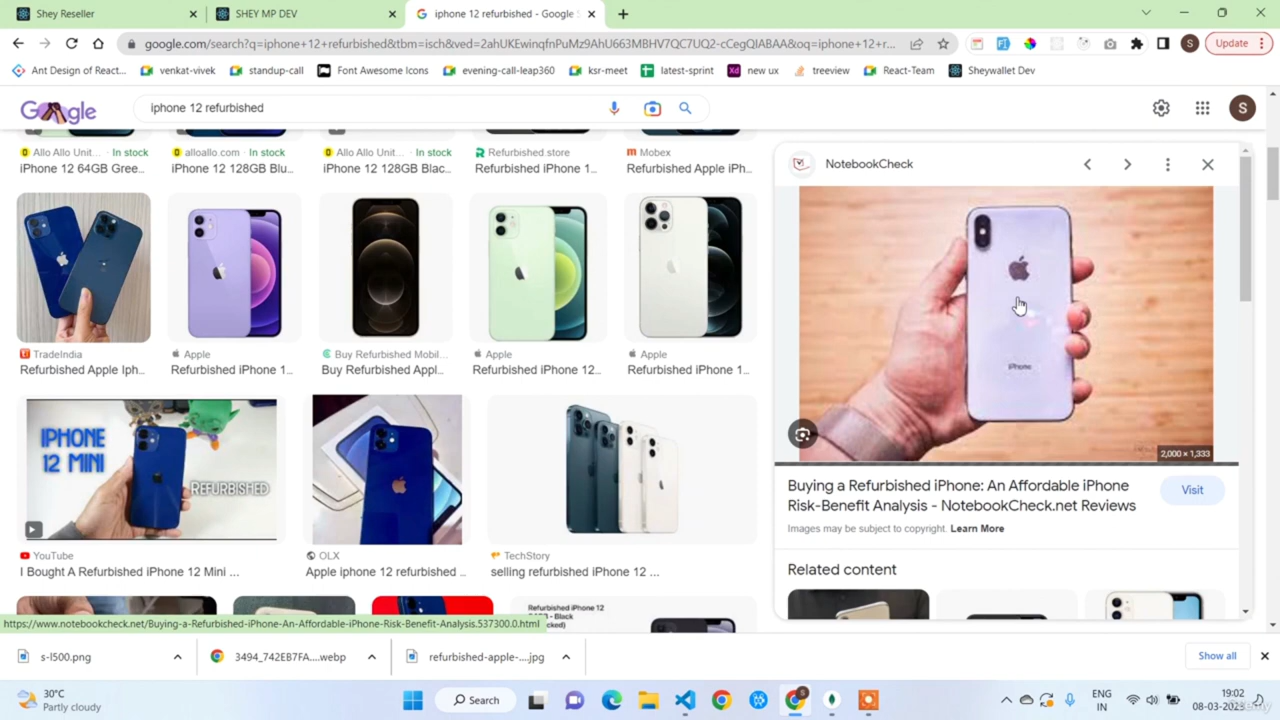 Shey Reseller
SHEY MP DEV
iphone 12 refurbished - Google S
google.com/search?q=iphone+12+refurbished&tbm=isch&ved=2ahUKEwinqfnPuMz9AhU663MBHV7QC7UQ2-cCegQIABAA&oq=iphone+12+r...
S
Update
Ant Design of React...
venkat-vivek
standup-call
Font Awesome Icons
evening-call-leap360
ksr-meet
latest-sprint
Xd
new ux
treeview
React-Team
Sheywallet Dev
Google
iphone 12 refurbished
S
Allo Allo Unit... · In stock
iPhone 12 64GB Gree...
alloallo.com · In stock
iPhone 12 128GB Blu...
Allo Allo Unit... · In stock
iPhone 12 128GB Blac...
Refurbished.store
Refurbished iPhone 1...
Mobex
Refurbished Apple iPh...
NotebookCheck
iPhone
2,000 × 1,333
TradeIndia
Refurbished Apple Iph...
Apple
Refurbished iPhone 1...
Buy Refurbished Mobil...
Buy Refurbished Appl...
Apple
Refurbished iPhone 12...
Apple
Refurbished iPhone 1...
IPHONE
12 MINI
REFURBISHED
YouTube
I Bought A Refurbished iPhone 12 Mini ...
OLX
Apple iphone 12 refurbished ..
TechStory
selling refurbished iPhone 12 ...
Buying a Refurbished iPhone: An Affordable iPhone
Risk-Benefit Analysis - NotebookCheck.net Reviews
Visit
Images may be subject to copyright. Learn More
Related content
Refurbished iPhone 12
- Black
https://www.notebookcheck.net/Buying-a-Refurbished-iPhone-An-Affordable-iPhone-Risk-Benefit-Analysis.537300.0.html
s-l500.png
3494_742EB7FA....webp
refurbished-apple-....jpg
Show all
30°C
Partly cloudy
Search
ENG
IN
19:02
08-03-2023